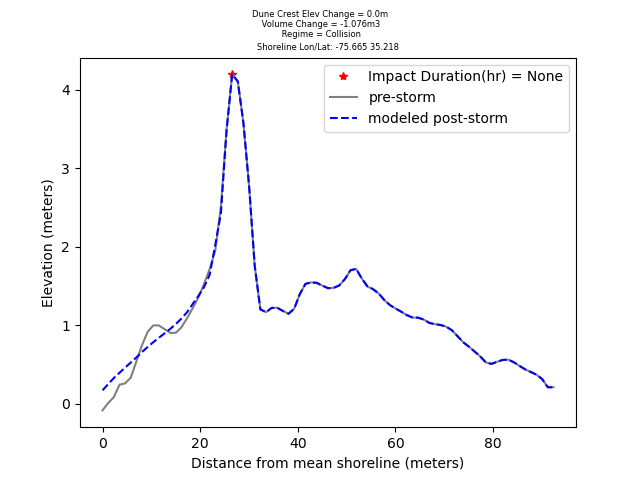 Dune Crest Elev Change = 0.0m
Volume Change = -1.076m3
Regime = Collision
Shoreline Lon/Lat: -75.665 35.218
Impact Duration(hr) = None
pre-storm
modeled post-storm
Elevation (meters)
4
3
2
1
0
0 20 40 60 80
Distance from mean shoreline (meters)